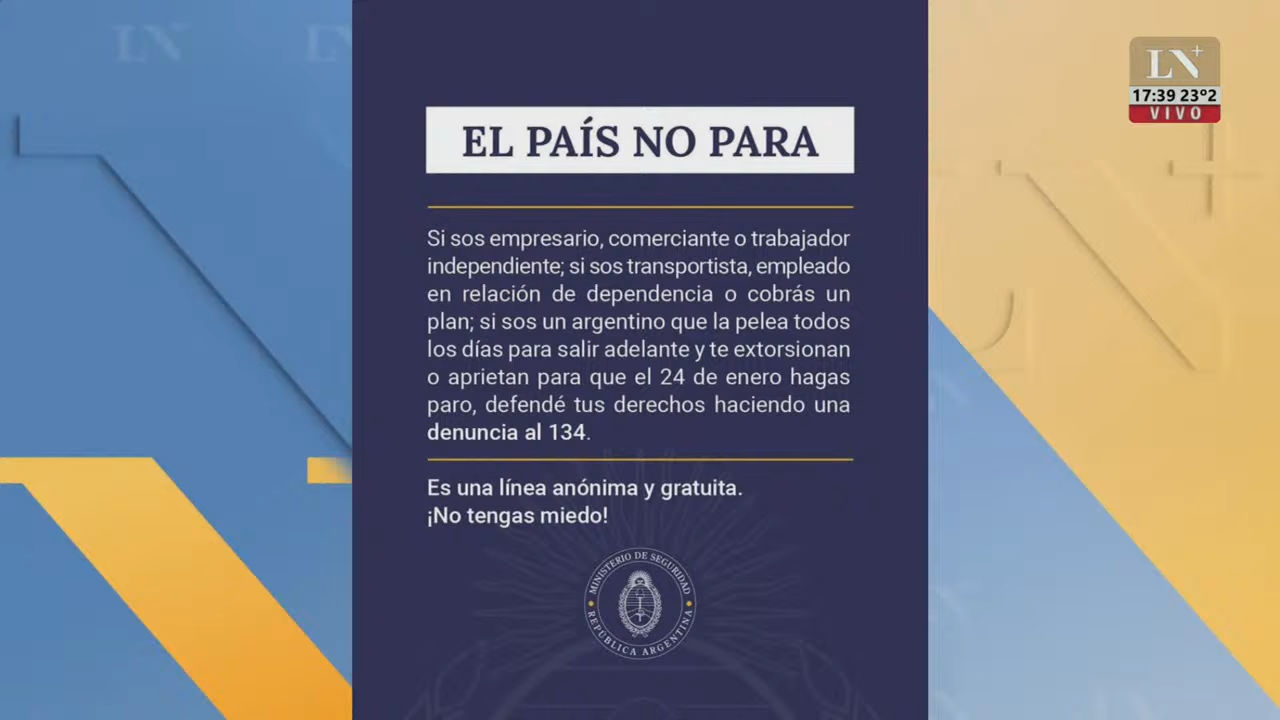 LN
LN
LN+
17:39 23º2
VIVO
EL PAÍS NO PARA
Si sos empresario, comerciante o trabajador
independiente; si sos transportista, empleado
en relación de dependencia o cobrás un
plan; si sos un argentino que la pelea todos
los días para salir adelante y te extorsionan
o aprietan para que el 24 de enero hagas
paro, defendé tus derechos haciendo una
denuncia al 134.
Es una línea anónima y gratuita.
¡No tengas miedo!
MINISTERIO DE SEGURIDAD
REPÚBLICA ARGENTINA